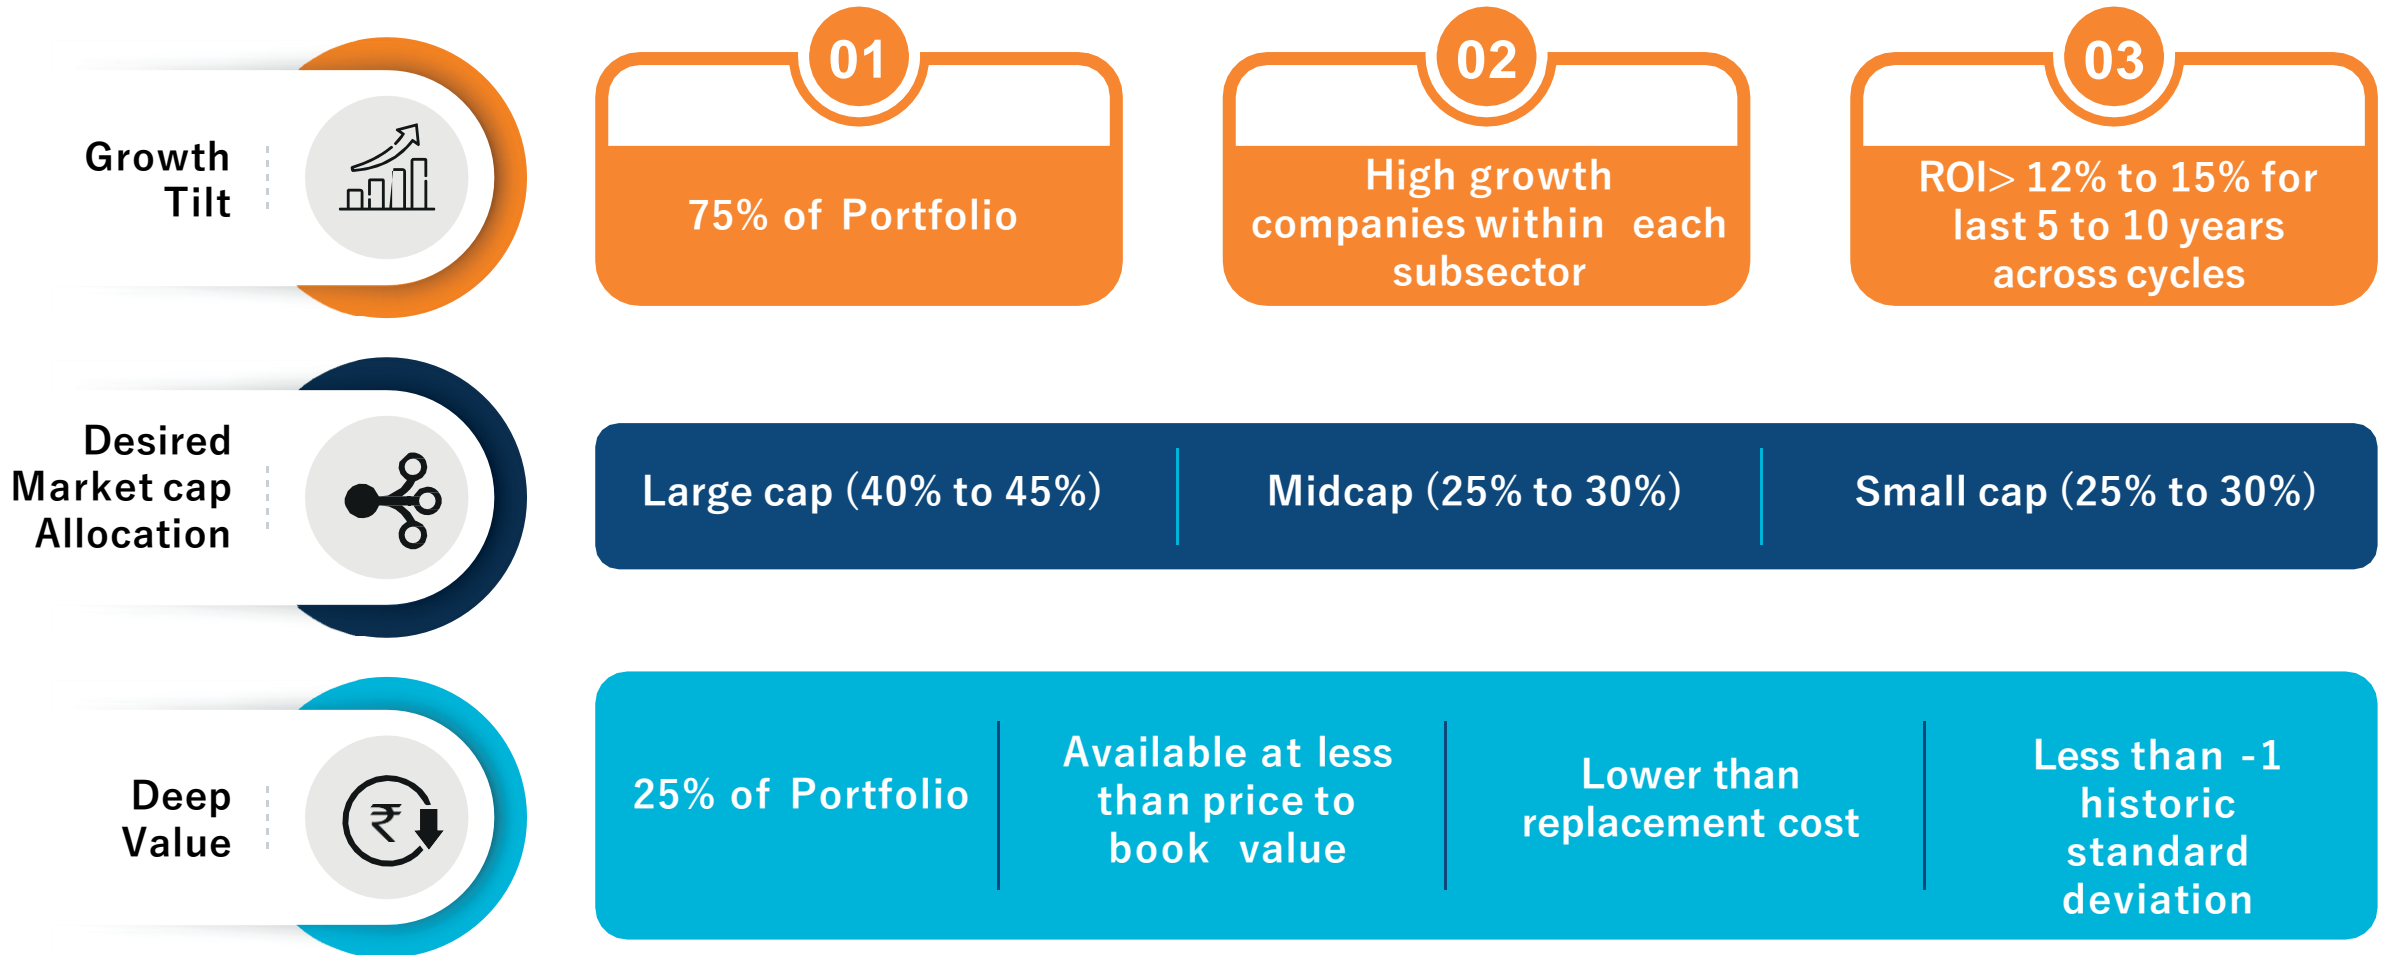 Growth
Tilt
01
75% of Portfolio
02
High growth
companies within each
subsector
03
ROI> 12% to 15% for
last 5 to 10 years
across cycles
Desired
Market cap
Allocation
Large cap (40% to 45%)
Midcap (25% to 30%)
Small cap (25% to 30%)
Deep
Value
₹
25% of Portfolio
Available at less
than price to
book value
Lower than
replacement cost
Less than -1
historic
standard
deviation